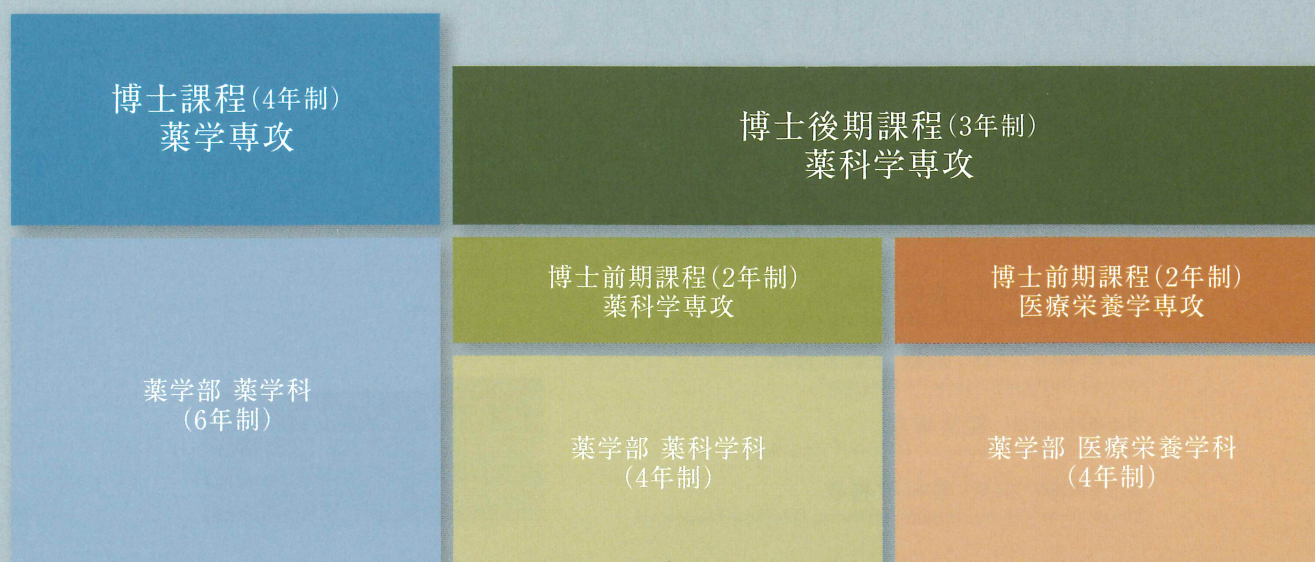 博士課程(4年制)
薬学専攻
博士後期課程(3年制)
薬科学専攻
博士前期課程(2年制)
薬科学専攻
博士前期課程(2年制)
医療栄養学専攻
薬学部 薬学科
(6年制)
薬学部 薬科学科
(4年制)
薬学部 医療栄養学科
(4年制)